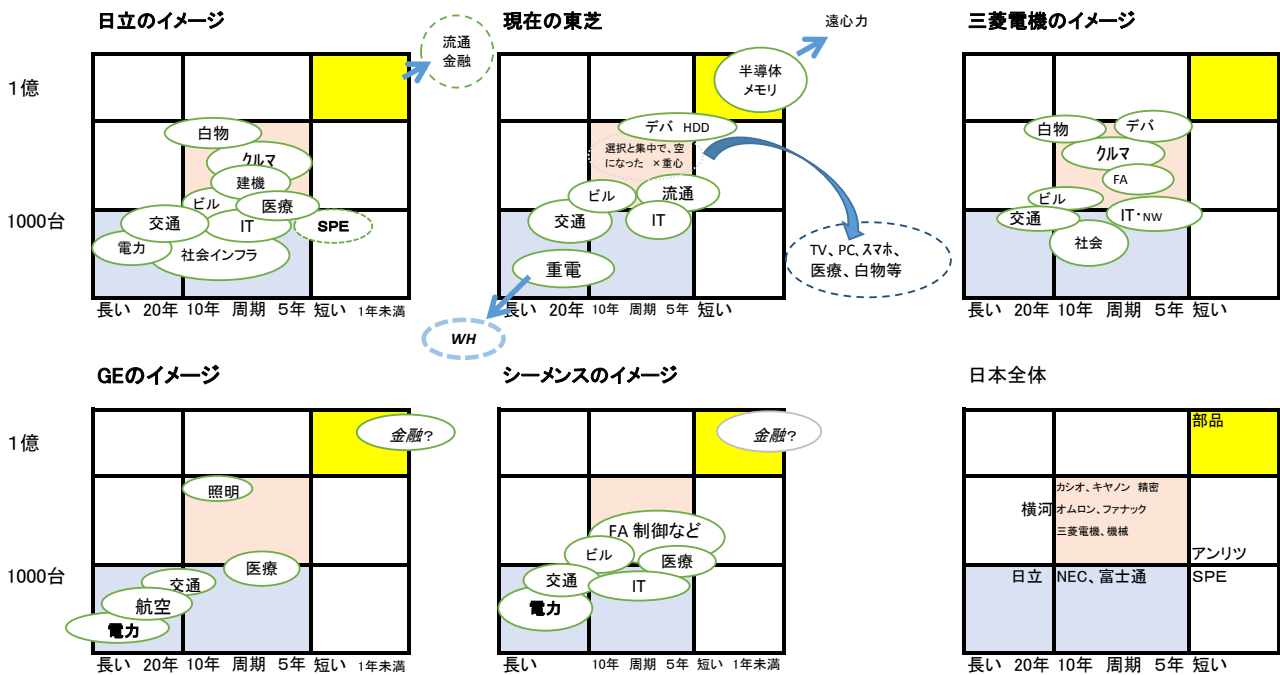 日立のイメージ
流通
金融
白物
クルマ
建機
ビル
医療
交通
IT
SPE
電力
社会インフラ
1億
1000台
長い 20年 10年 周期 5年 短い 1年未満
現在の東芝
遠心力
半導体
メモリ
デバ HDD
選択と集中で、空
になった ×重心
ビル
流通
交通
IT
重電
TV、PC、スマホ、
医療、白物等
WH
長い 20年 10年 周期 5年 短い
三菱電機のイメージ
白物
デバ
クルマ
FA
ビル
交通
IT・NW
社会
長い 20年 10年 周期 5年 短い
GEのイメージ
1億
金融?
照明
1000台
医療
交通
航空
電力
長い 20年 10年 周期 5年 短い 1年未満
シーメンスのイメージ
金融?
FA 制御など
ビル
医療
交通
IT
電力
長い 10年 周期 5年 短い 1年未満
日本全体
部品
カシオ、キヤノン 精密
横河 オムロン、ファナック
三菱電機、機械
アンリツ
日立 NEC、富士通 SPE
長い 20年 10年 周期 5年 短い